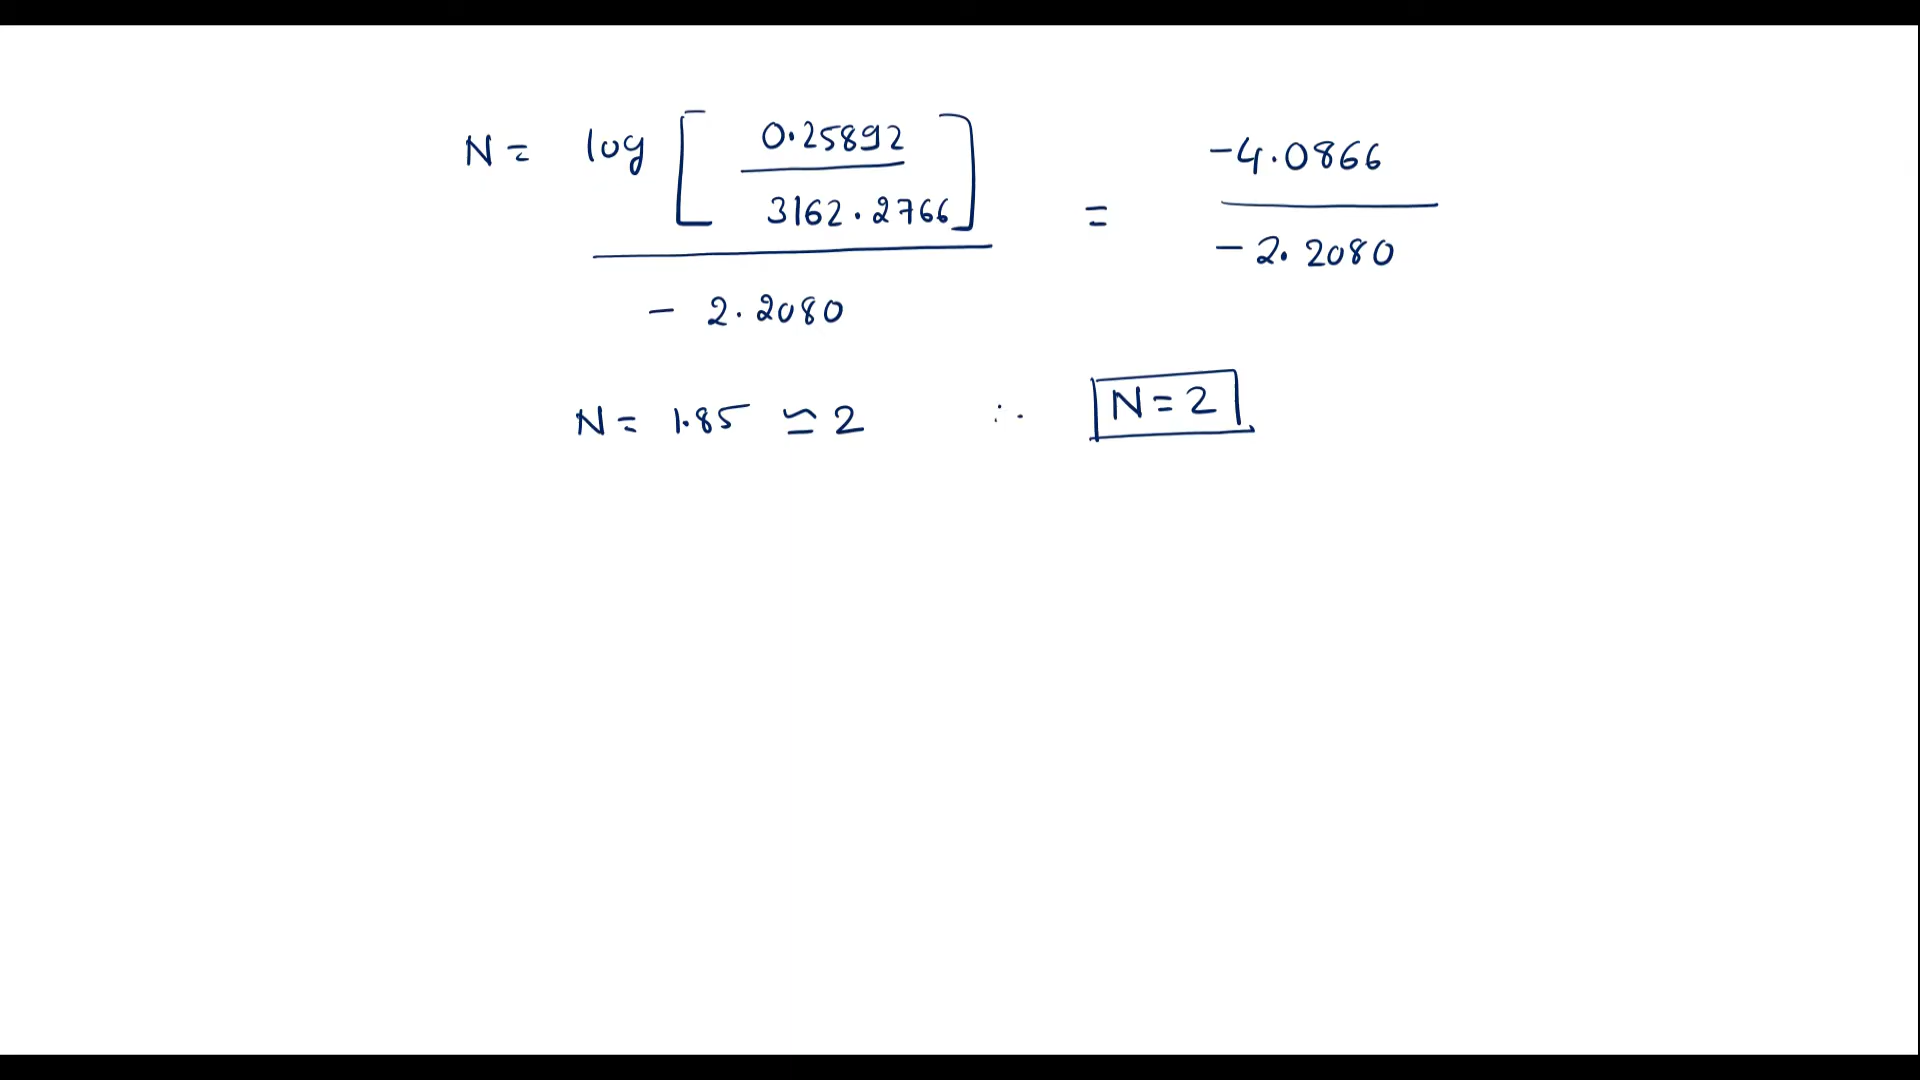 N = log [ 0.25892 / 3162.2766 ] / - 2.2080 = -4.0866 / - 2.2080
N = 1.85 ≃ 2 ∴ N = 2